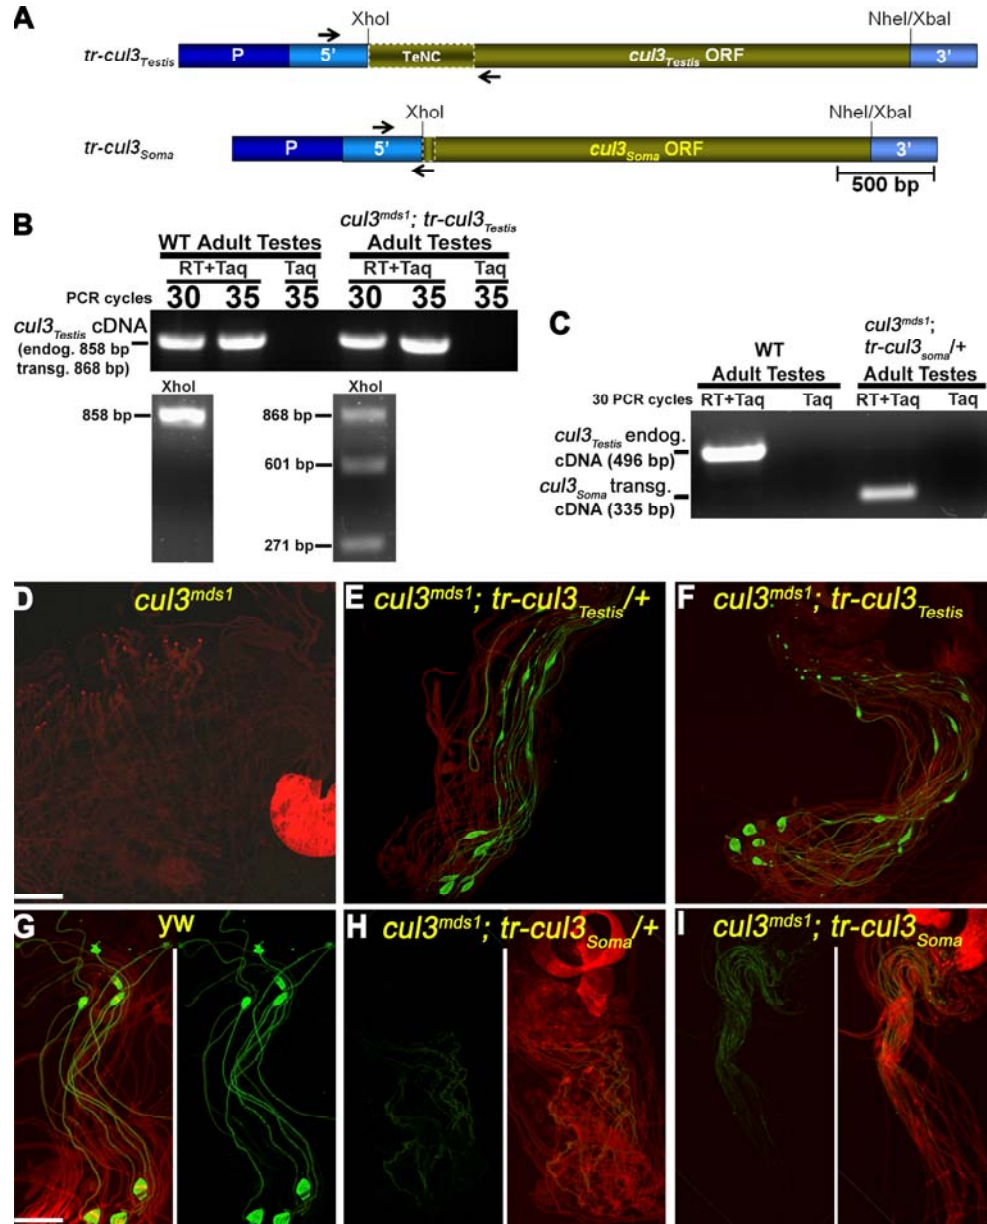 A
XhoI
NheI/XbaI
tr-cul3Testis
P
5'
TeNC
cul3Testis ORF
3'
XhoI
NheI/XbaI
tr-cul3Soma
P
5'
cul3Soma ORF
3'
500 bp
B
cul3mds1; tr-cul3Testis
WT Adult Testes
Adult Testes
RT+Taq
Taq
RT+Taq
Taq
PCR cycles
30
35
35
30
35
35
cul3Testis cDNA
(endog. 858 bp
transg. 868 bp)
XhoI
XhoI
858 bp
868 bp
601 bp
271 bp
C
WT
Adult Testes
cul3mds1;
tr-cul3soma/+
Adult Testes
30 PCR cycles
RT+Taq
Taq
RT+Taq
Taq
cul3Testis endog.
cDNA (496 bp)
cul3Soma transg.
cDNA (335 bp)
D
cul3mds1
E
cul3mds1; tr-cul3Testis/+
F
cul3mds1; tr-cul3Testis
G
yw
H
cul3mds1; tr-cul3Soma/+
I
cul3mds1; tr-cul3Soma